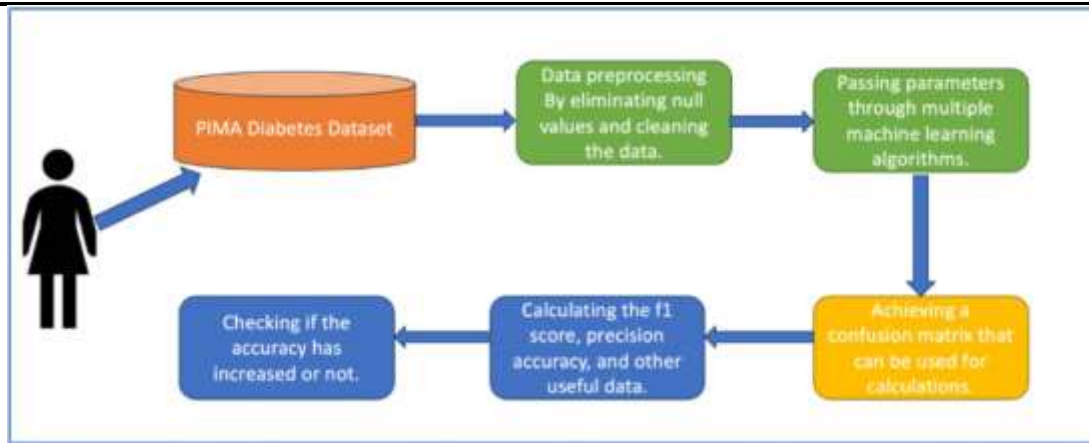 PIMA Diabetes Dataset
Data preprocessing
By eliminating null
values and cleaning
the data.
Passing parameters
through multiple
machine learning
algorithms.
Achieving a
confusion matrix that
can be used for
calculations.
Calculating the f1
score, precision
accuracy, and other
useful data.
Checking if the
accuracy has
increased or not.